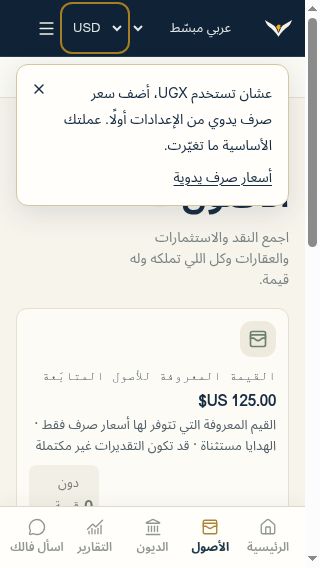 عربي مبسّط
USD
عشان تستخدم UGX، أضف سعر
صرف يدوي من الإعدادات أولًا. عملتك
الأساسية ما تغيّرت.
أسعار صرف يدوية
الأصول
اجمع النقد والاستثمارات
والعقارات وكل اللي تملكه وله
قيمة.
القيمة المعروفة للأصول المتابَعة
$US 125.00
القيم المعروفة التي تتوفر لها أسعار صرف فقط ·
الهدايا مستثناة · قد تكون التقديرات غير مكتملة
دون
0
الرئيسية
الأصول
الديون
التقارير
اسأل فالك